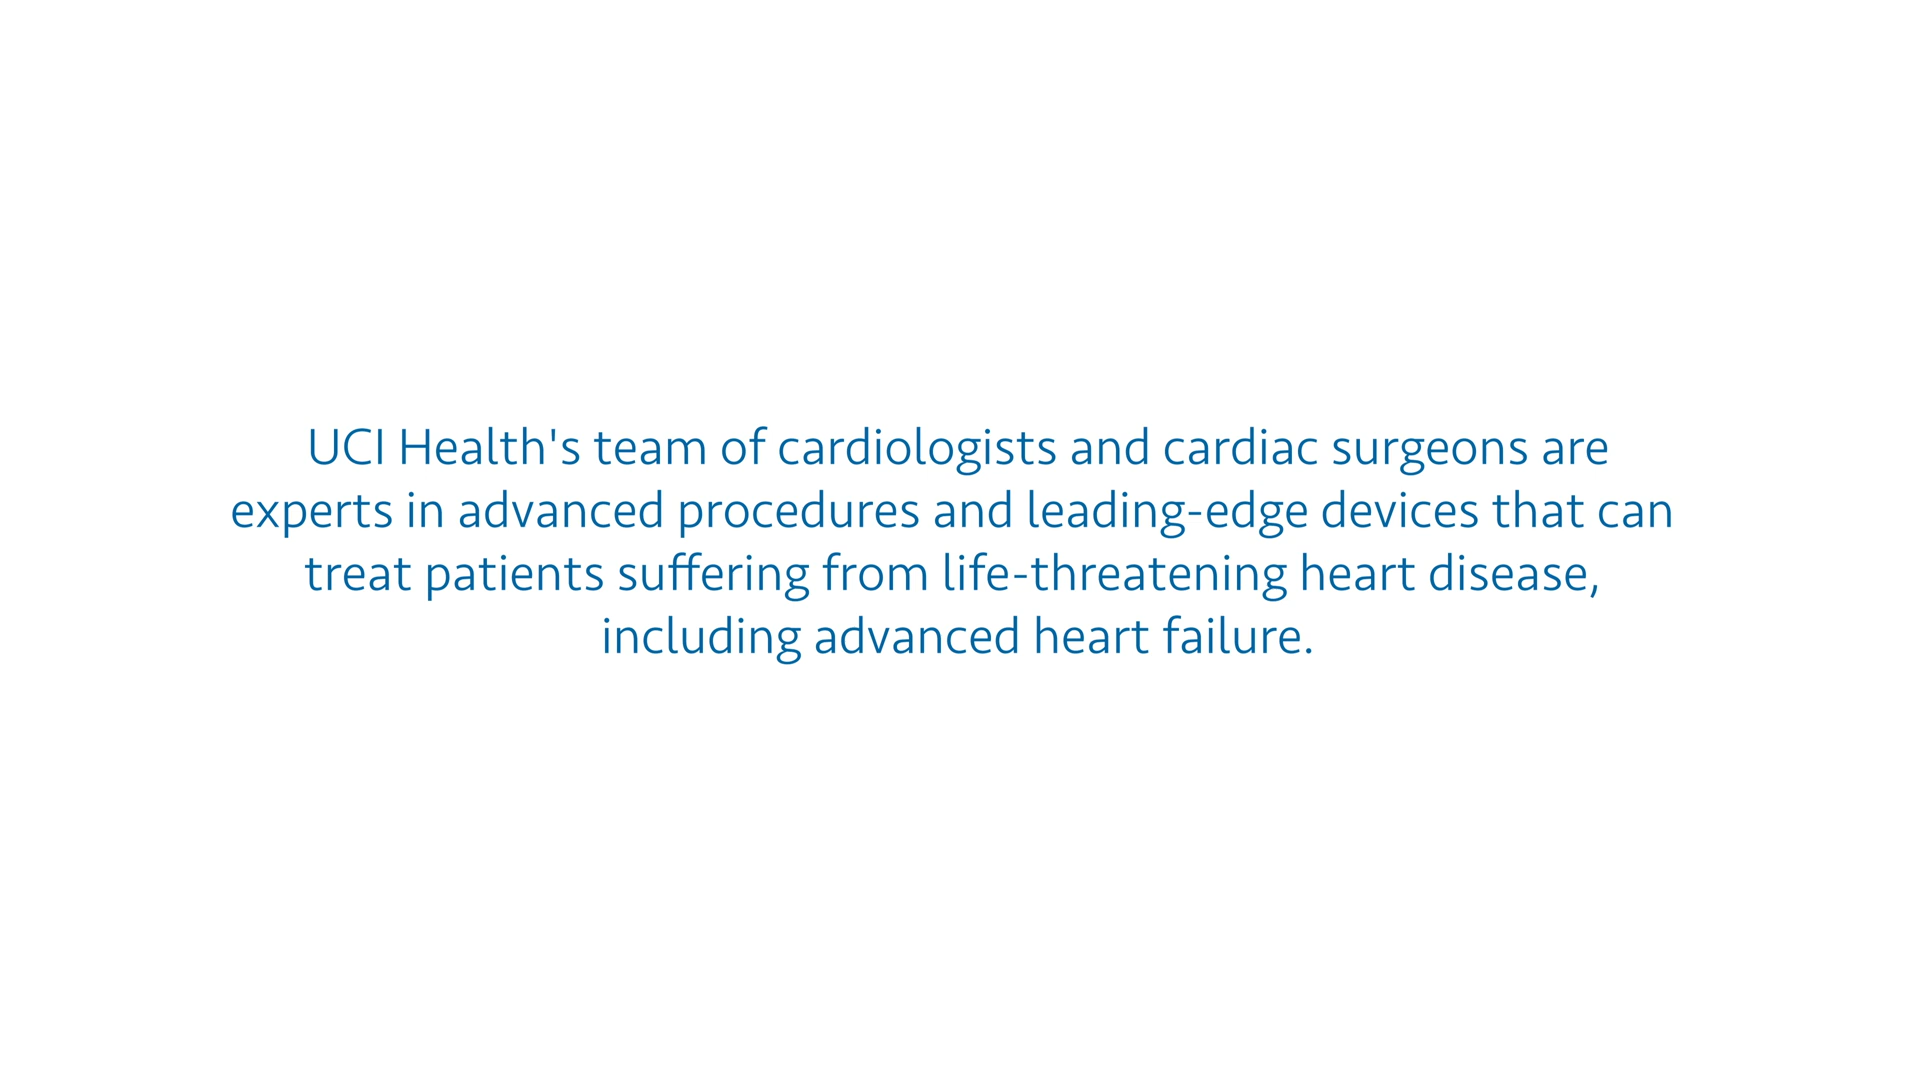 UCI Health's team of cardiologists and cardiac surgeons are
experts in advanced procedures and leading-edge devices that can
treat patients suffering from life-threatening heart disease,
including advanced heart failure.